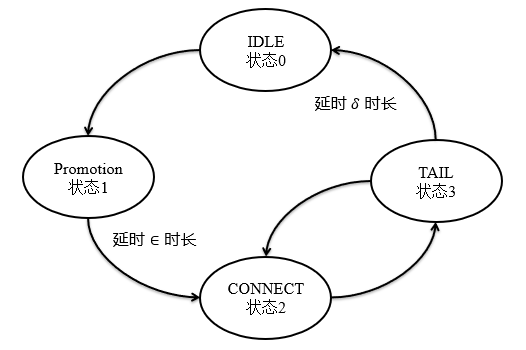 IDLE
状态0
延时 δ 时长
Promotion
状态1
TAIL
状态3
延时 ∈ 时长
CONNECT
状态2